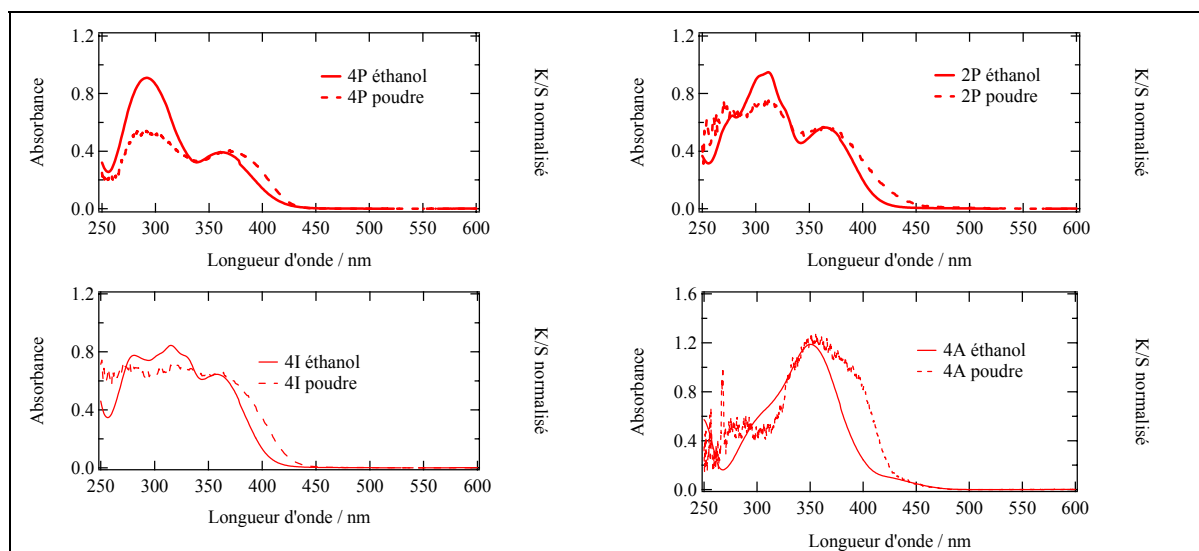 1.2
0.8
0.4
0.0
Absorbance
K/S normalisé
4P éthanol
4P poudre
250 300 350 400 450 500 550 600
Longueur d'onde / nm
1.2
0.8
0.4
0.0
Absorbance
K/S normalisé
2P éthanol
2P poudre
250 300 350 400 450 500 550 600
Longueur d'onde / nm
1.2
0.8
0.4
0.0
Absorbance
K/S normalisé
4I éthanol
4I poudre
250 300 350 400 450 500 550 600
Longueur d'onde / nm
1.6
1.2
0.8
0.4
0.0
Absorbance
K/S normalisé
4A éthanol
4A poudre
250 300 350 400 450 500 550 600
Longueur d'onde / nm